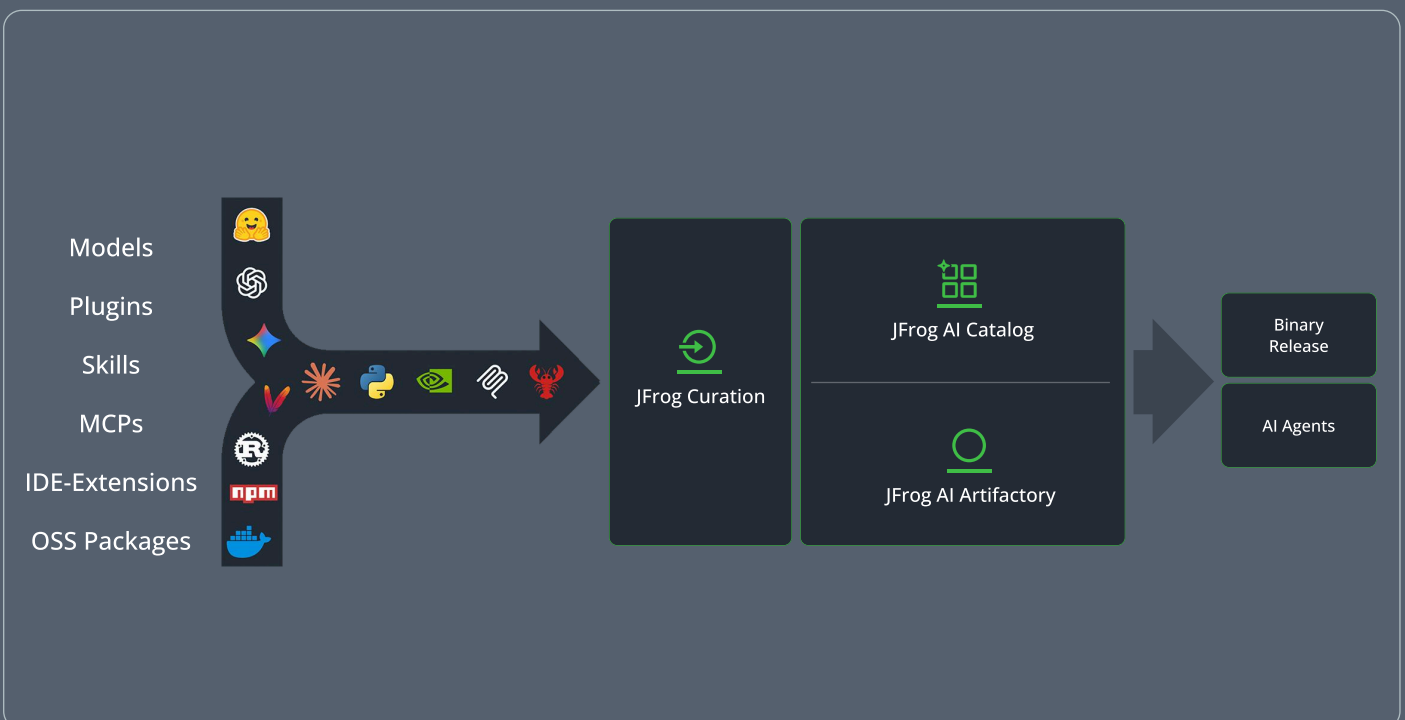 Models
Plugins
Skills
MCPs
IDE-Extensions
OSS Packages
R
npm
JFrog Curation
JFrog AI Catalog
JFrog AI Artifactory
Binary
Release
AI Agents